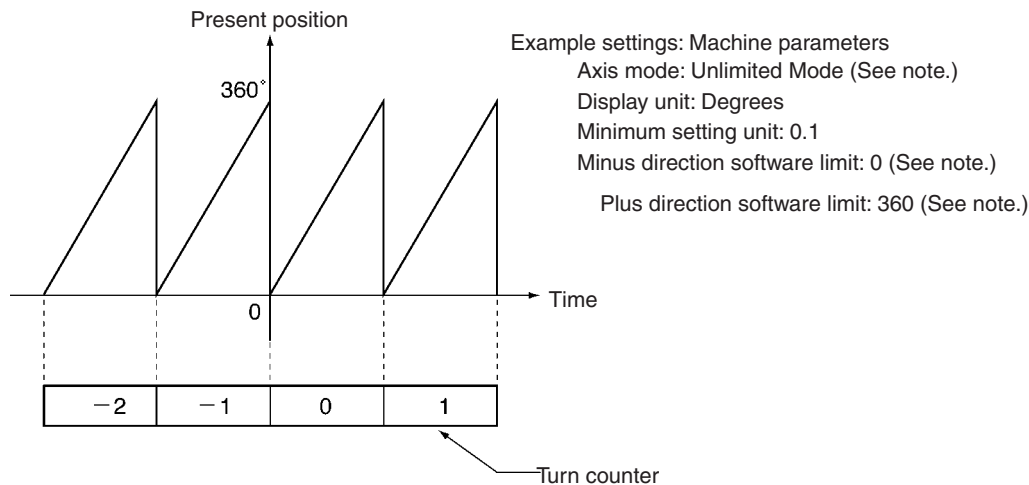 Present position
360°
Example settings: Machine parameters
Axis mode: Unlimited Mode (See note.)
Display unit: Degrees
Minimum setting unit: 0.1
Minus direction software limit: 0 (See note.)
Plus direction software limit: 360 (See note.)
Time
0
−2 −1 0 1
Turn counter